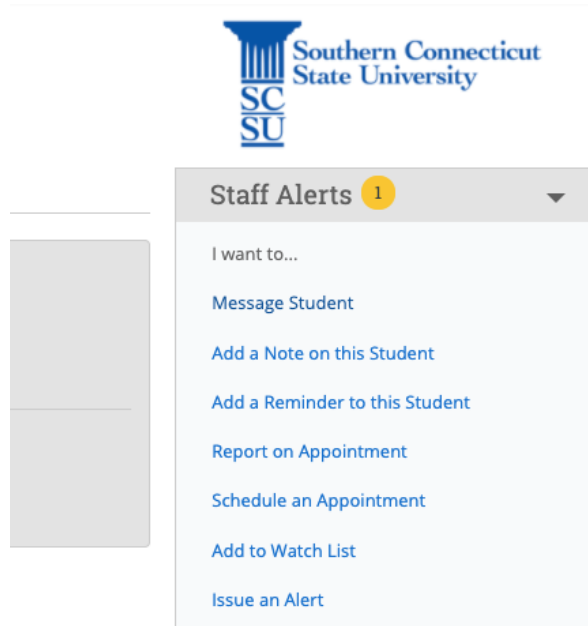 Southern Connecticut
State University
SC
SU
Staff Alerts 1
I want to...
Message Student
Add a Note on this Student
Add a Reminder to this Student
Report on Appointment
Schedule an Appointment
Add to Watch List
Issue an Alert